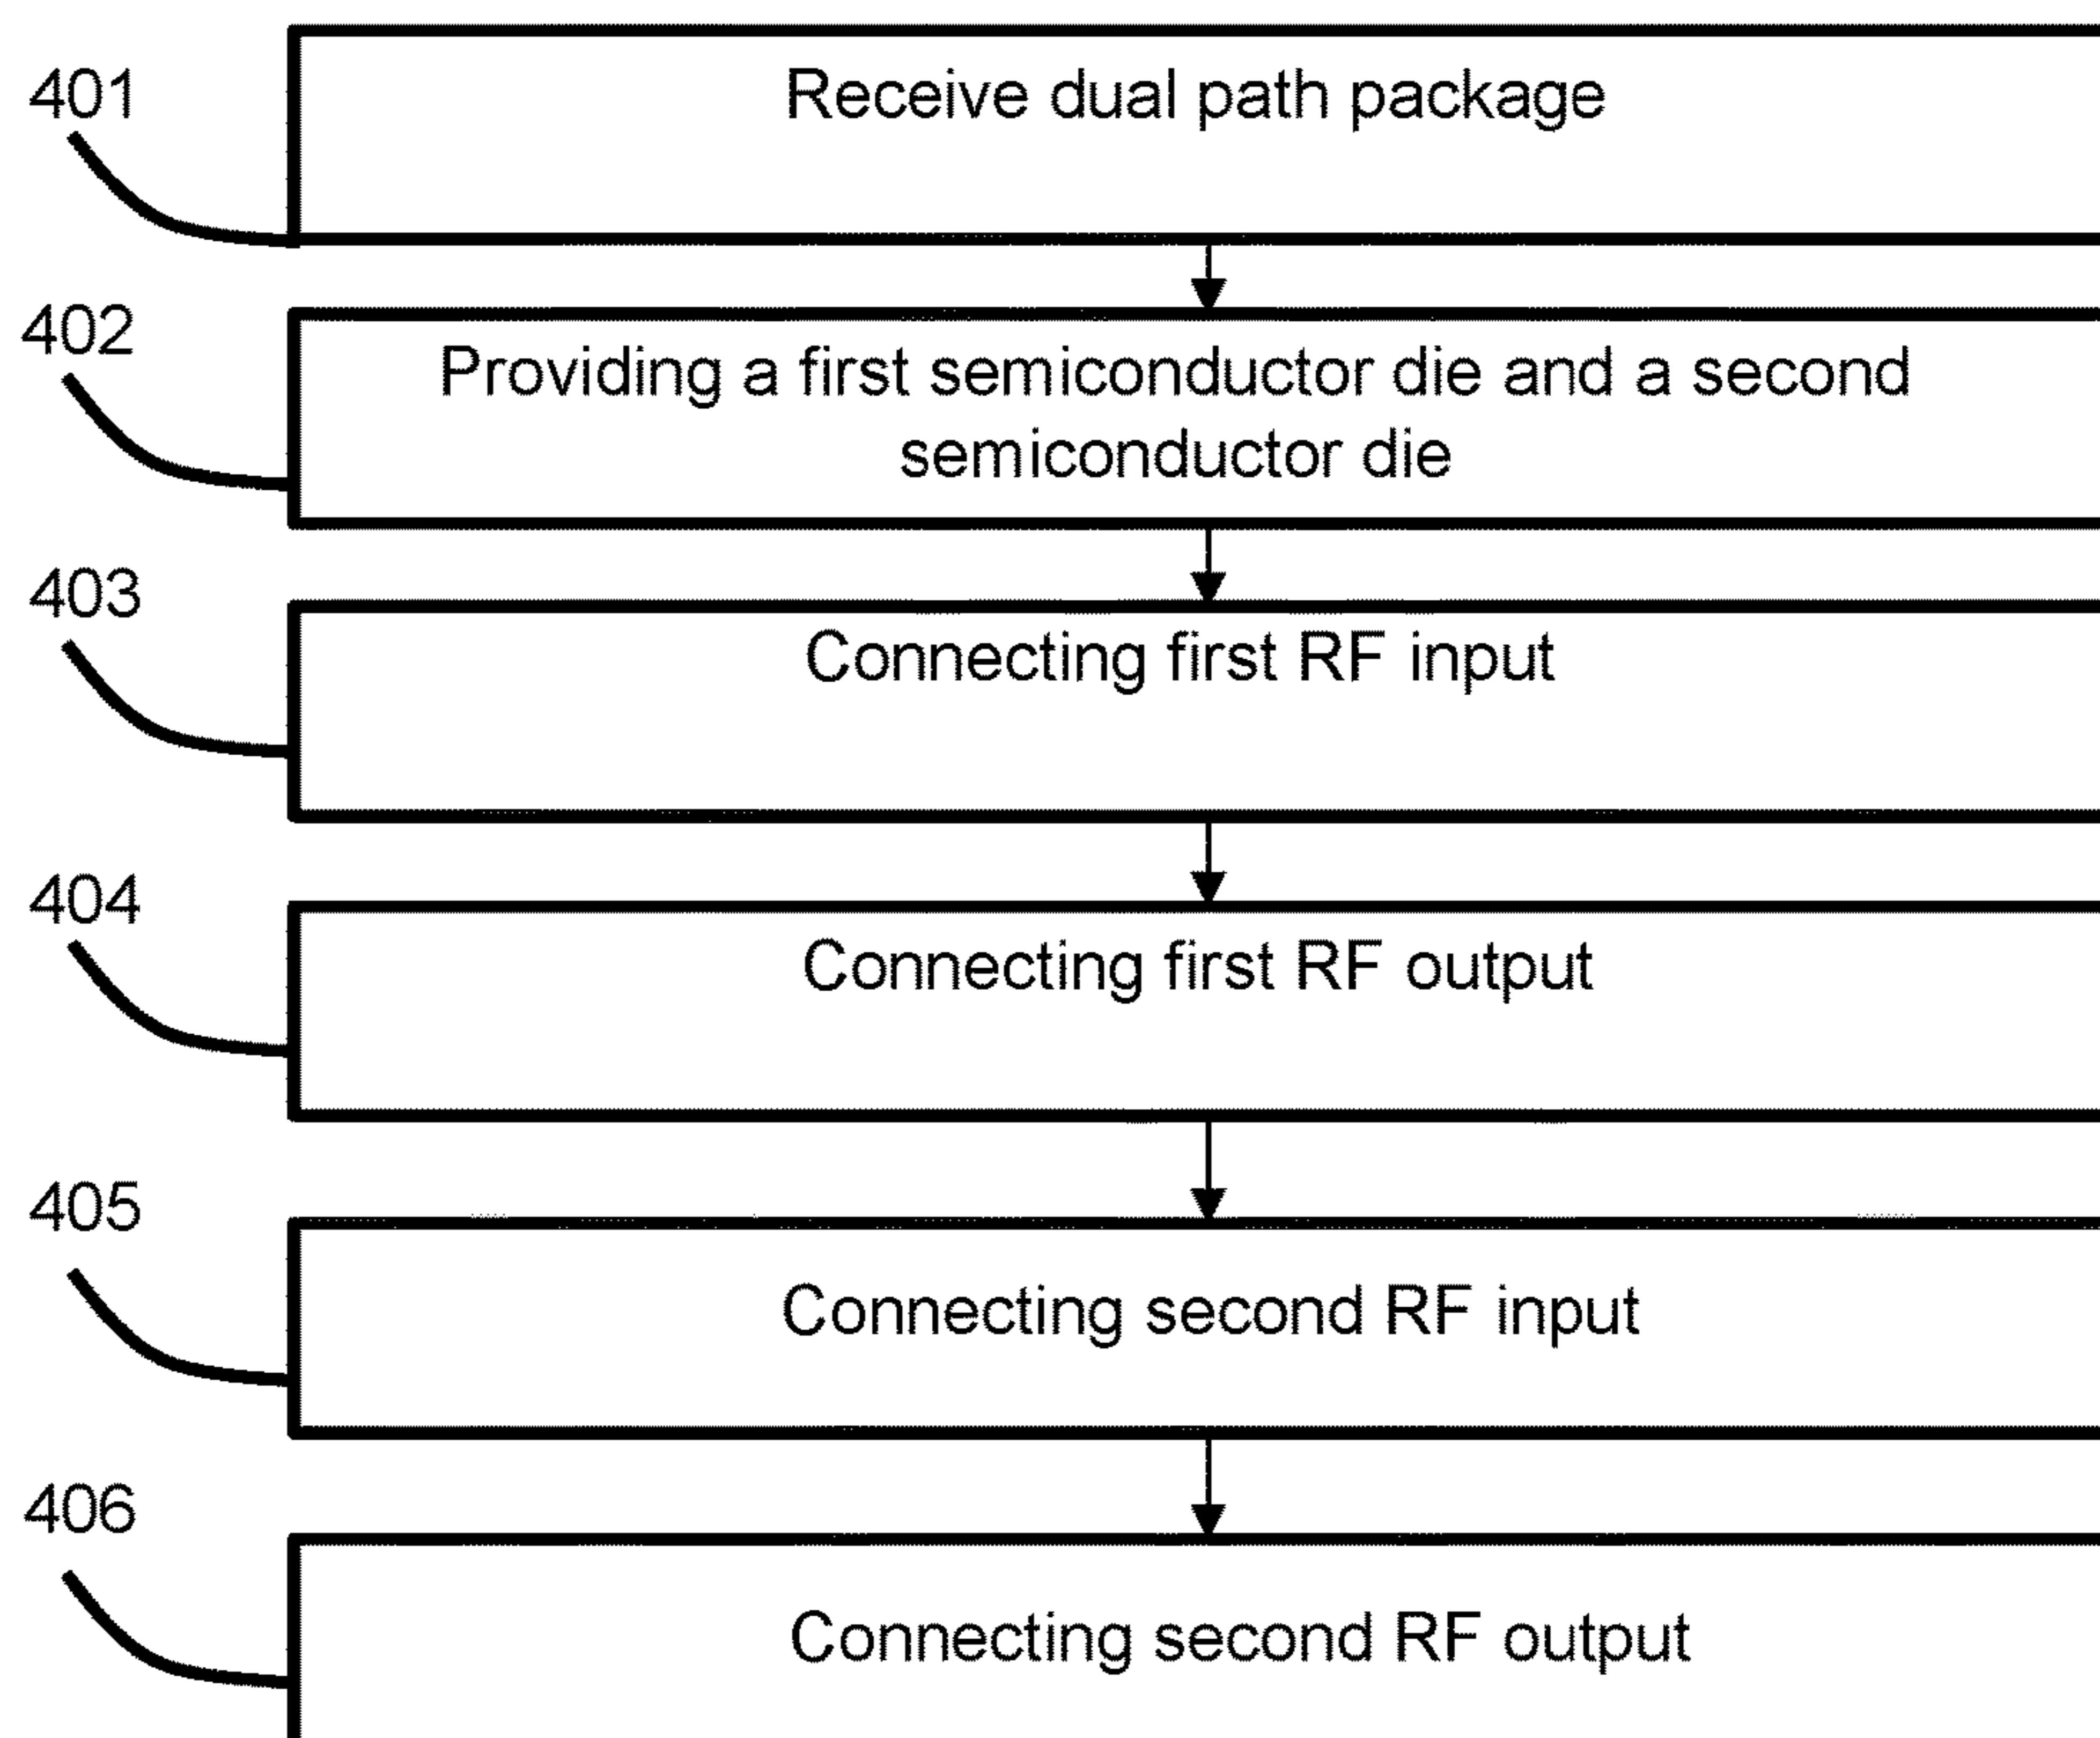 401
Receive dual path package
402
Providing a first semiconductor die and a second
semiconductor die
403
Connecting first RF input
404
Connecting first RF output
405
Connecting second RF input
406
Connecting second RF output